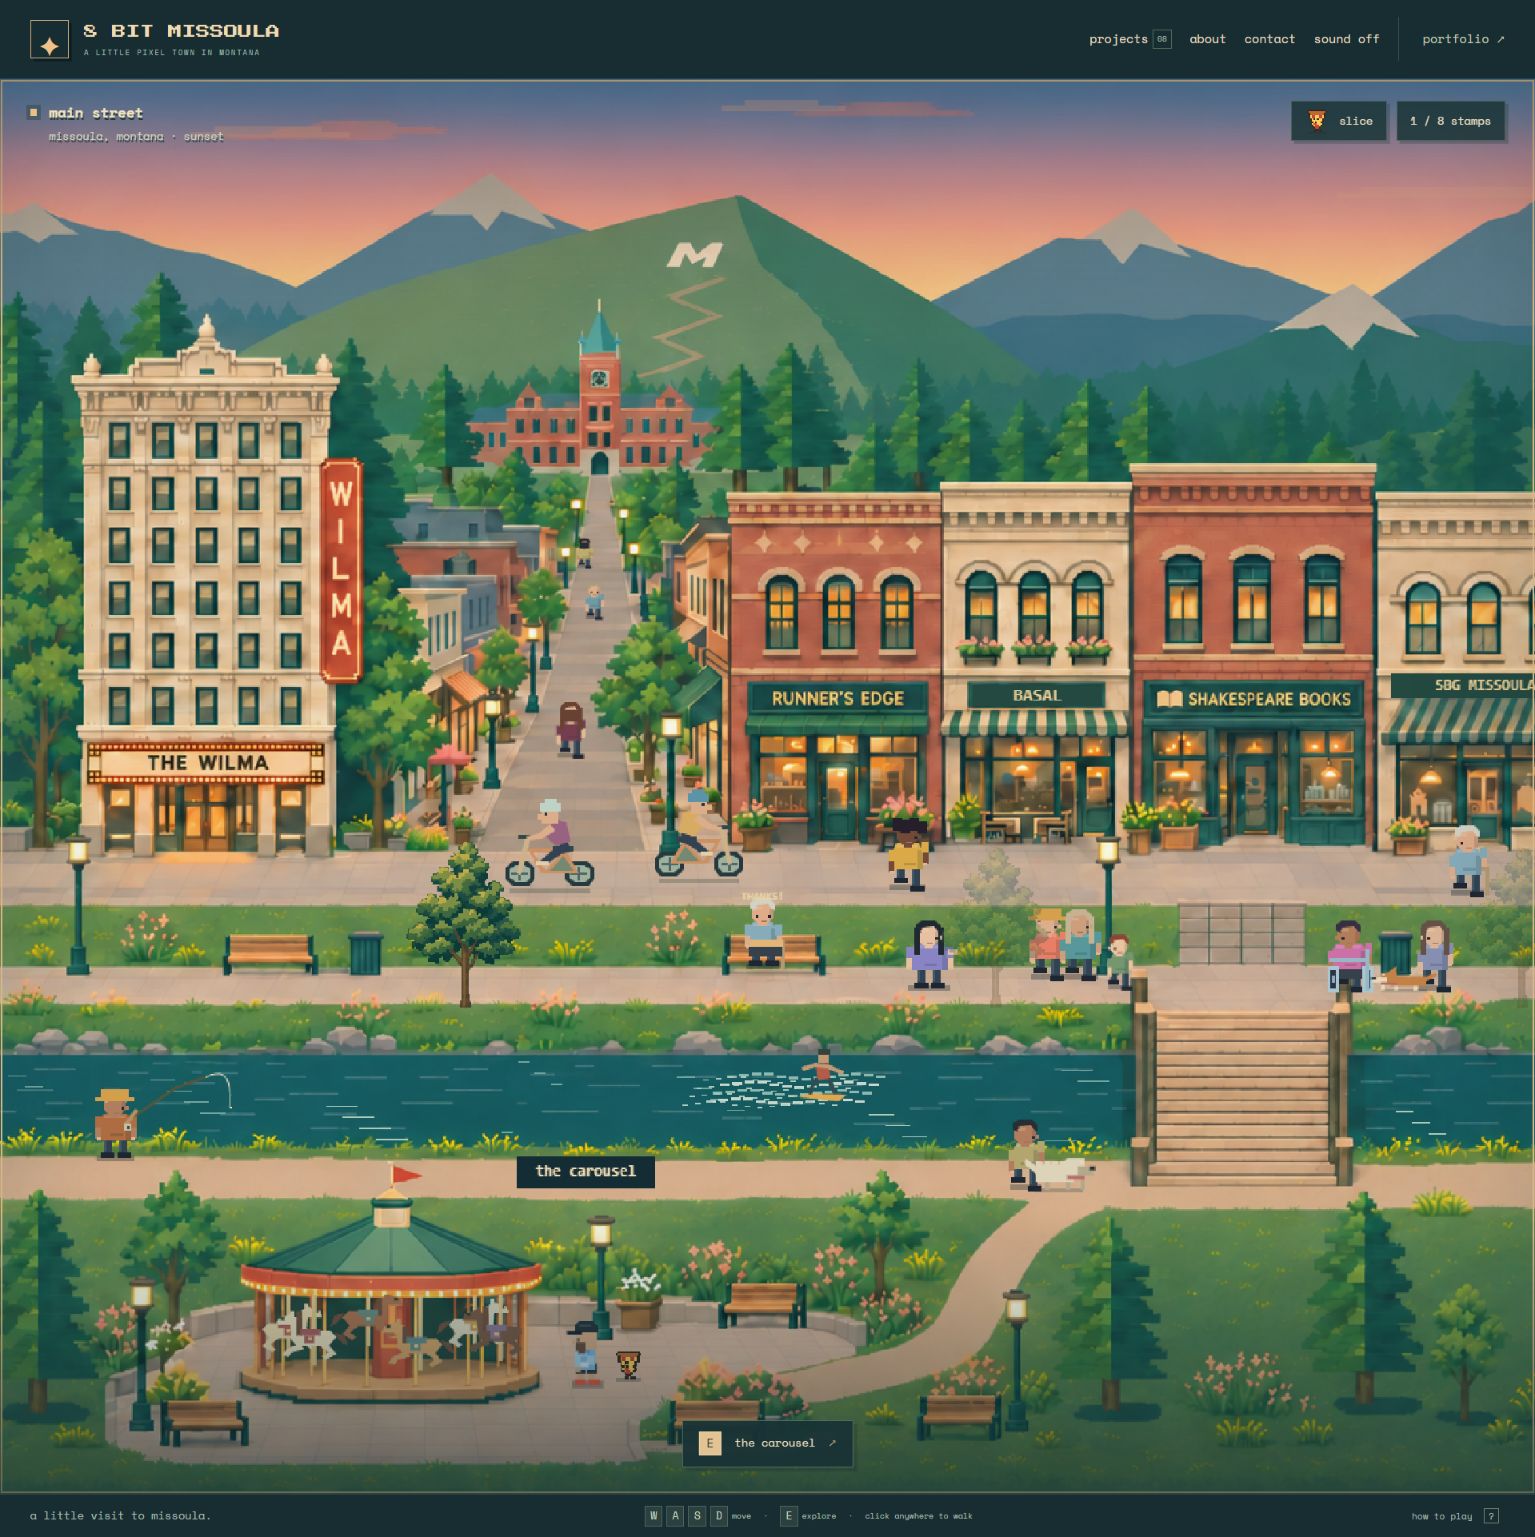 8 BIT MISSOULA
A LITTLE PIXEL TOWN IN MONTANA
projects 08 about contact sound off portfolio ↗
main street
missoula, montana · sunset
slice
1 / 8 stamps
M
WILMA
RUNNER'S EDGE
BASAL
SHAKESPEARE BOOKS
SBG MISSOULA
THE WILMA
THANKS!
the carousel
E the carousel ↗
a little visit to missoula.
W A S D move · E explore · click anywhere to walk
how to play ?